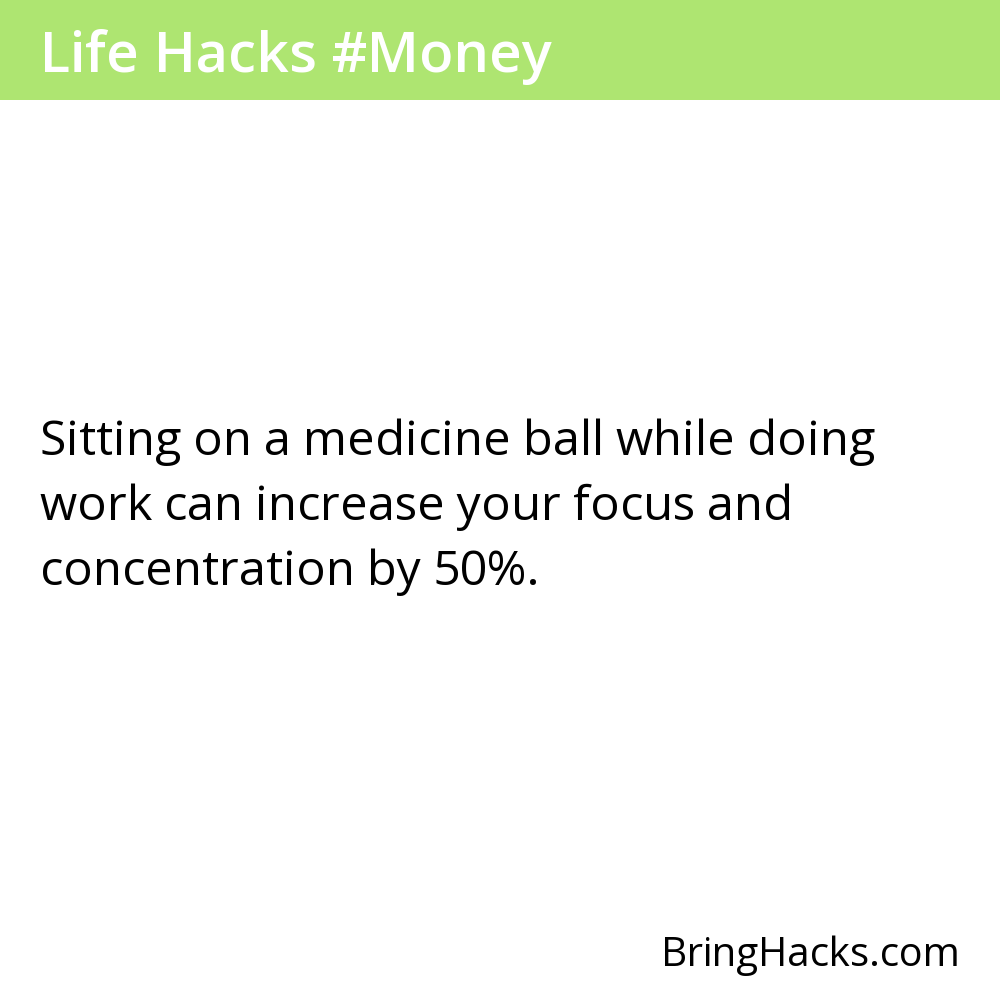 Life Hacks #Money
Sitting on a medicine ball while doing
work can increase your focus and
concentration by 50%.
BringHacks.com